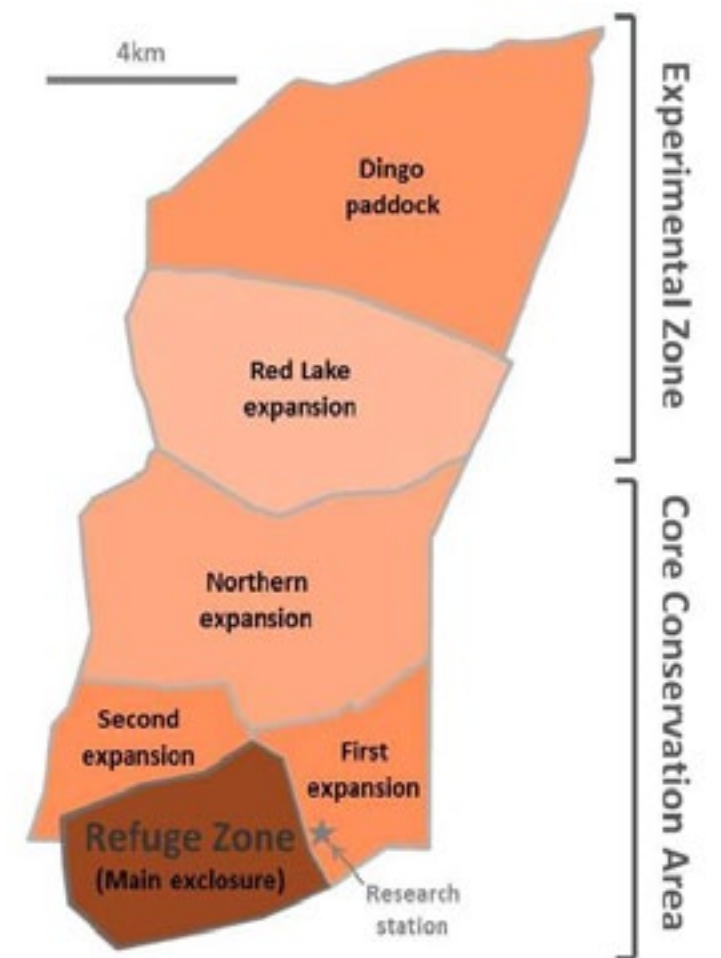 4km
Dingo
paddock
Experimental Zone
Red Lake
expansion
Northern
expansion
Core Conservation Area
Second
expansion
First
expansion
Refuge Zone
(Main exclosure)
Research
station